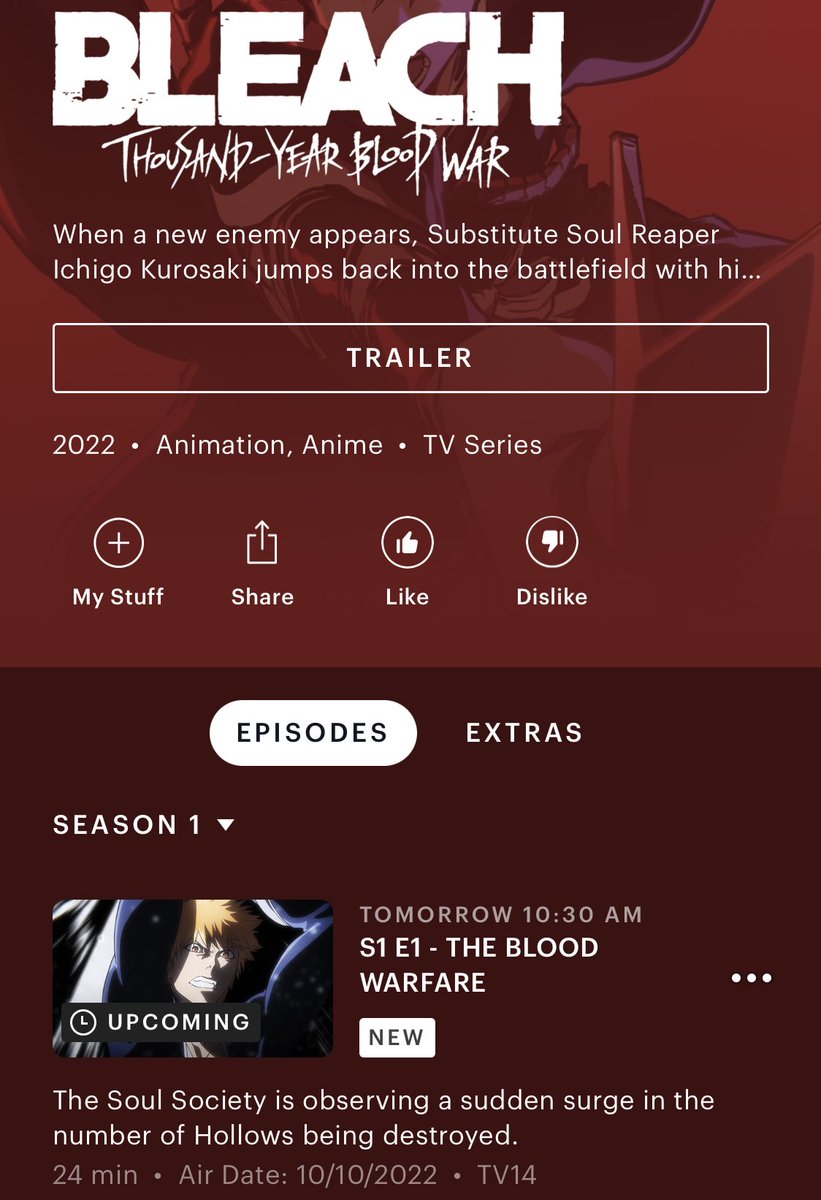 BLEACH
THOUSAND-YEAR BLOOD WAR
When a new enemy appears, Substitute Soul Reaper
Ichigo Kurosaki jumps back into the battlefield with hi...
TRAILER
2022 • Animation, Anime • TV Series
My Stuff
Share
Like
Dislike
EPISODES
EXTRAS
SEASON 1
TOMORROW 10:30 AM
S1 E1 - THE BLOOD
WARFARE
UPCOMING
NEW
The Soul Society is observing a sudden surge in the
number of Hollows being destroyed.
24 min • Air Date: 10/10/2022 • TV14